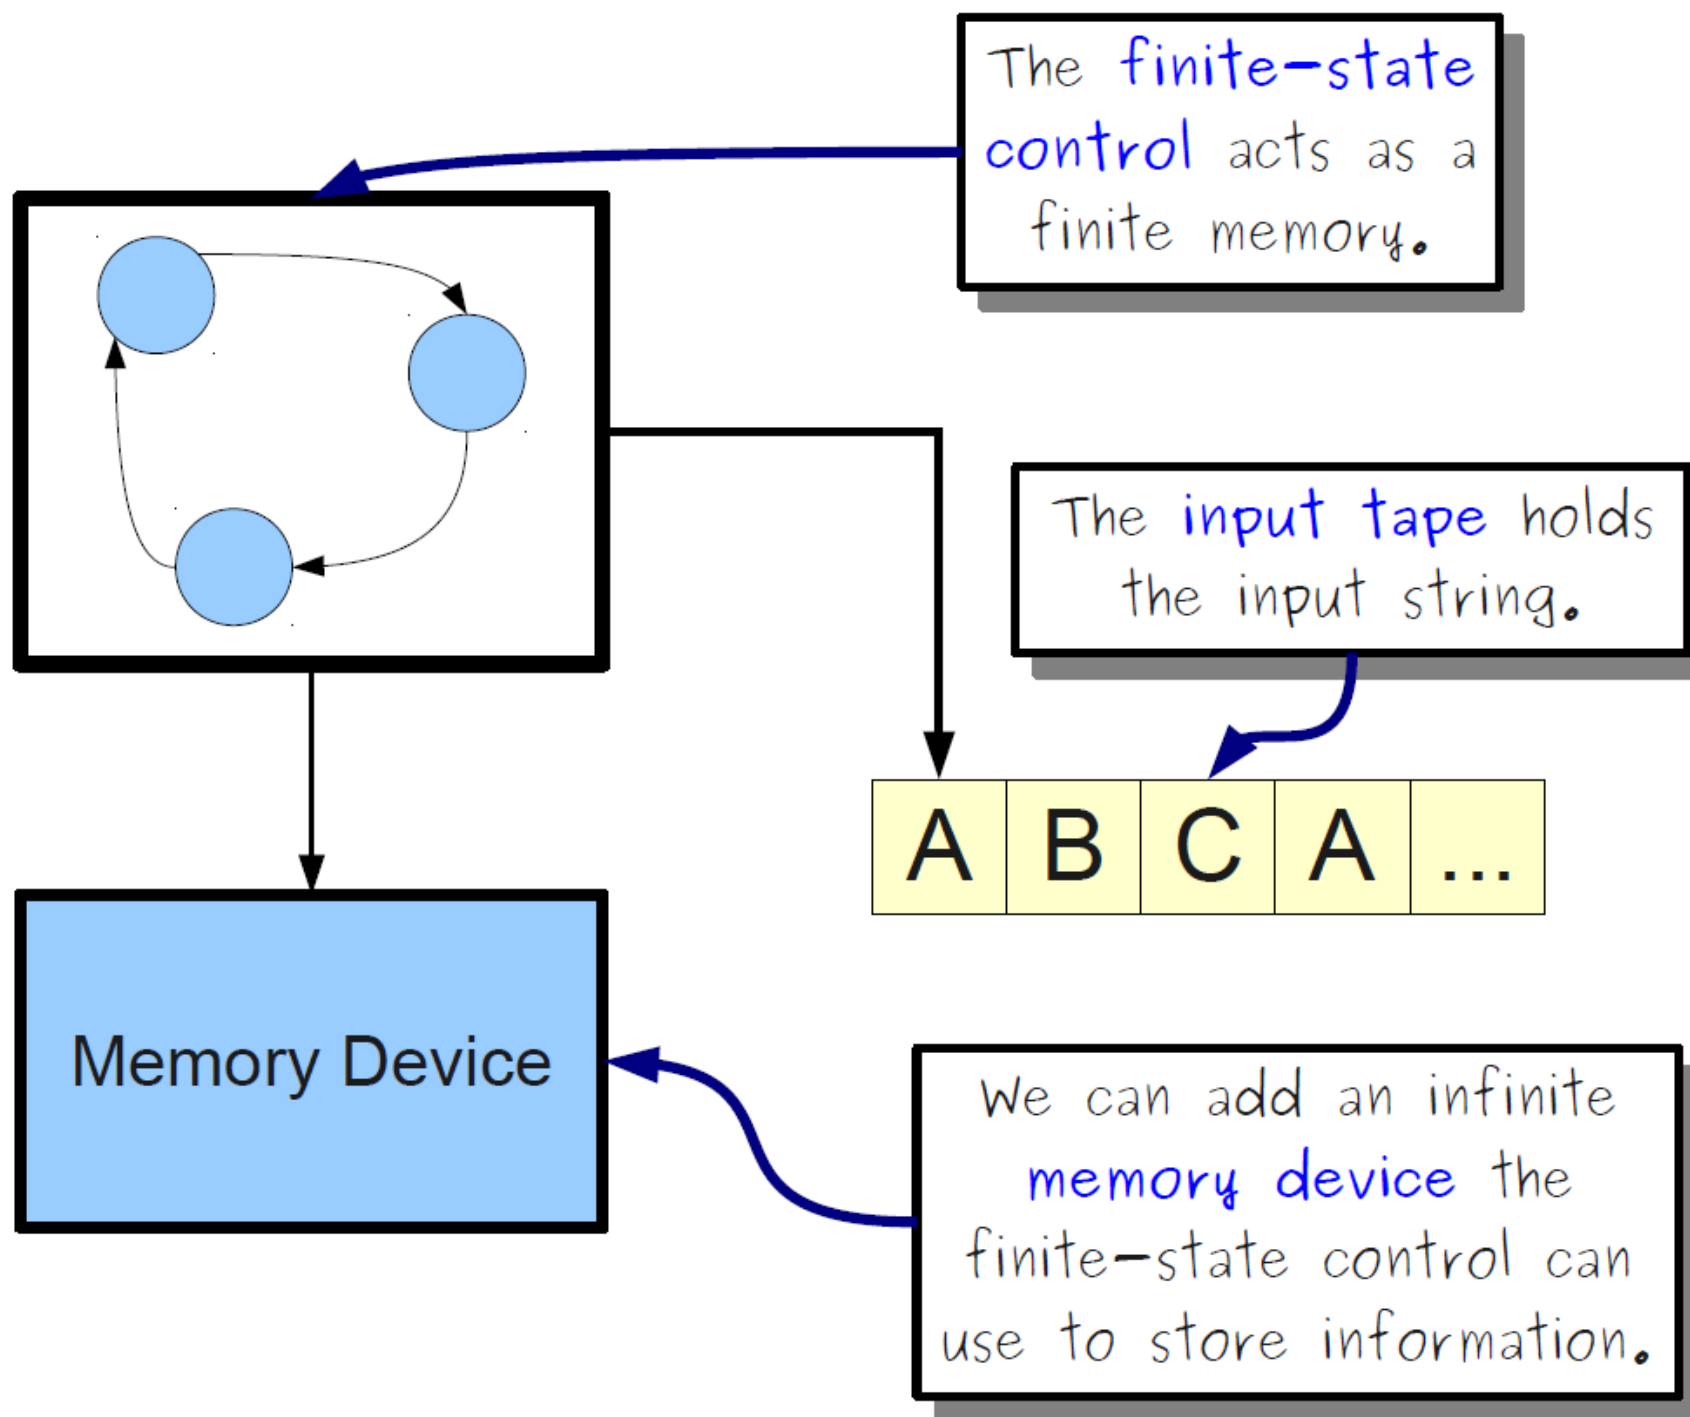 The finite-state
control acts as a
finite memory.
The input tape holds
the input string.
A B C A ...
Memory Device
We can add an infinite
memory device the
finite-state control can
use to store information.